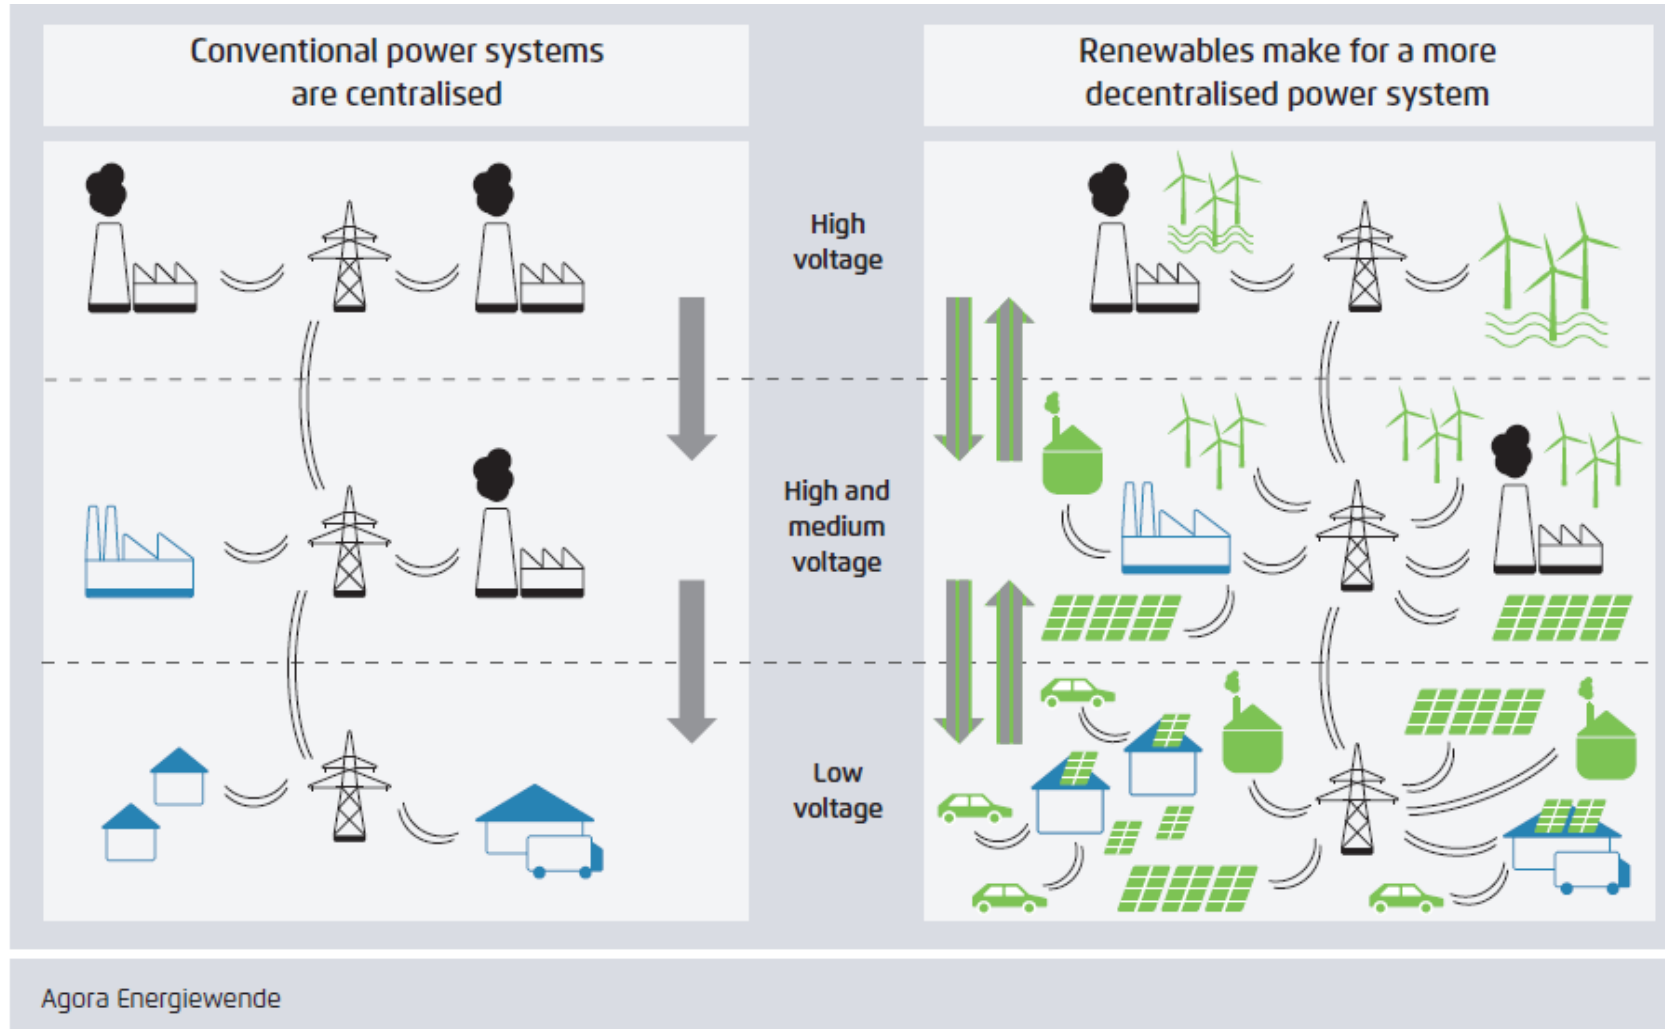 Conventional power systems
are centralised
Renewables make for a more
decentralised power system
High
voltage
High and
medium
voltage
Low
voltage
Agora Energiewende